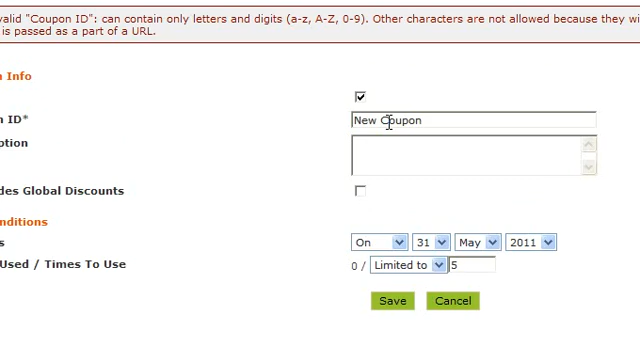 valid "Coupon ID": can contain only letters and digits (a-z, A-Z, 0-9). Other characters are not allowed because they wi
is passed as a part of a URL.
n Info
n ID*
New Coupon
otion
des Global Discounts
nditions
s
On 31 May 2011
Used / Times To Use
0 / Limited to 5
Save Cancel